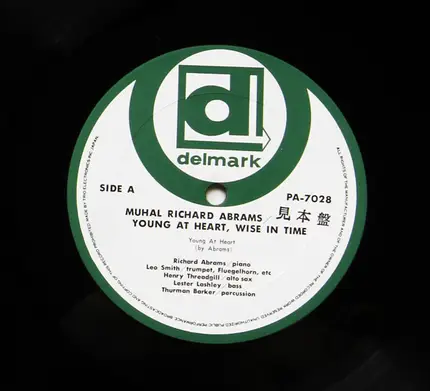 delmark
SIDE A
PA-7028
MUHAL RICHARD ABRAMS 見本盤
YOUNG AT HEART, WISE IN TIME
Young At Heart
(by Abrams)
Richard Abrams / piano
Leo Smith / trumpet, Fluegelhorn, etc
Henry Threadgill / alto sax
Lester Lashley / bass
Thurman Barker / percussion